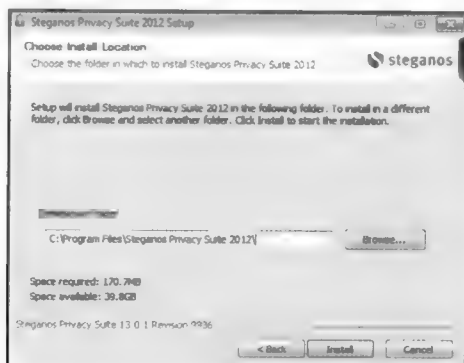 Steganos Privacy Suite 2012 Setup
Choose Install Location
Choose the folder in which to install Steganos Privacy Suite 2012
steganos
Setup will install Steganos Privacy Suite 2012 in the following folder. To install in a different
folder, click Browse and select another folder. Click Install to start the installation.
C:\Program Files\Steganos Privacy Suite 2012\
Browse...
Space required: 170.7MB
Space available: 39.8GB
Steganos Privacy Suite 13.0.1 Revision 9936
< Back
Install
Cancel